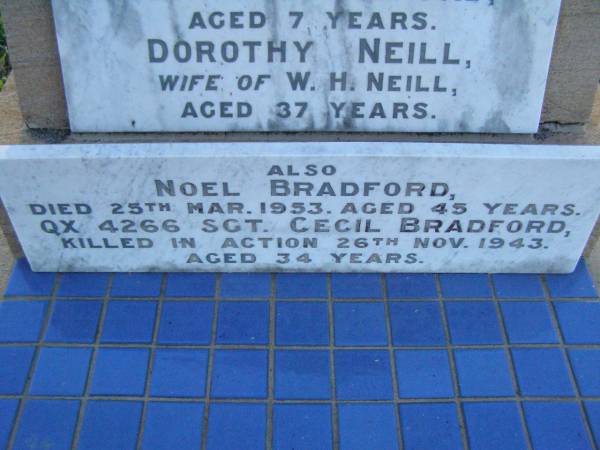 AGED 7 YEARS.
DOROTHY NEILL,
WIFE OF W. H. NEILL,
AGED 37 YEARS.
ALSO
NOEL BRADFORD,
DIED 25TH MAR. 1953. AGED 45 YEARS.
QX 4266 SGT. CECIL BRADFORD,
KILLED IN ACTION 26TH NOV. 1943.
AGED 34 YEARS.